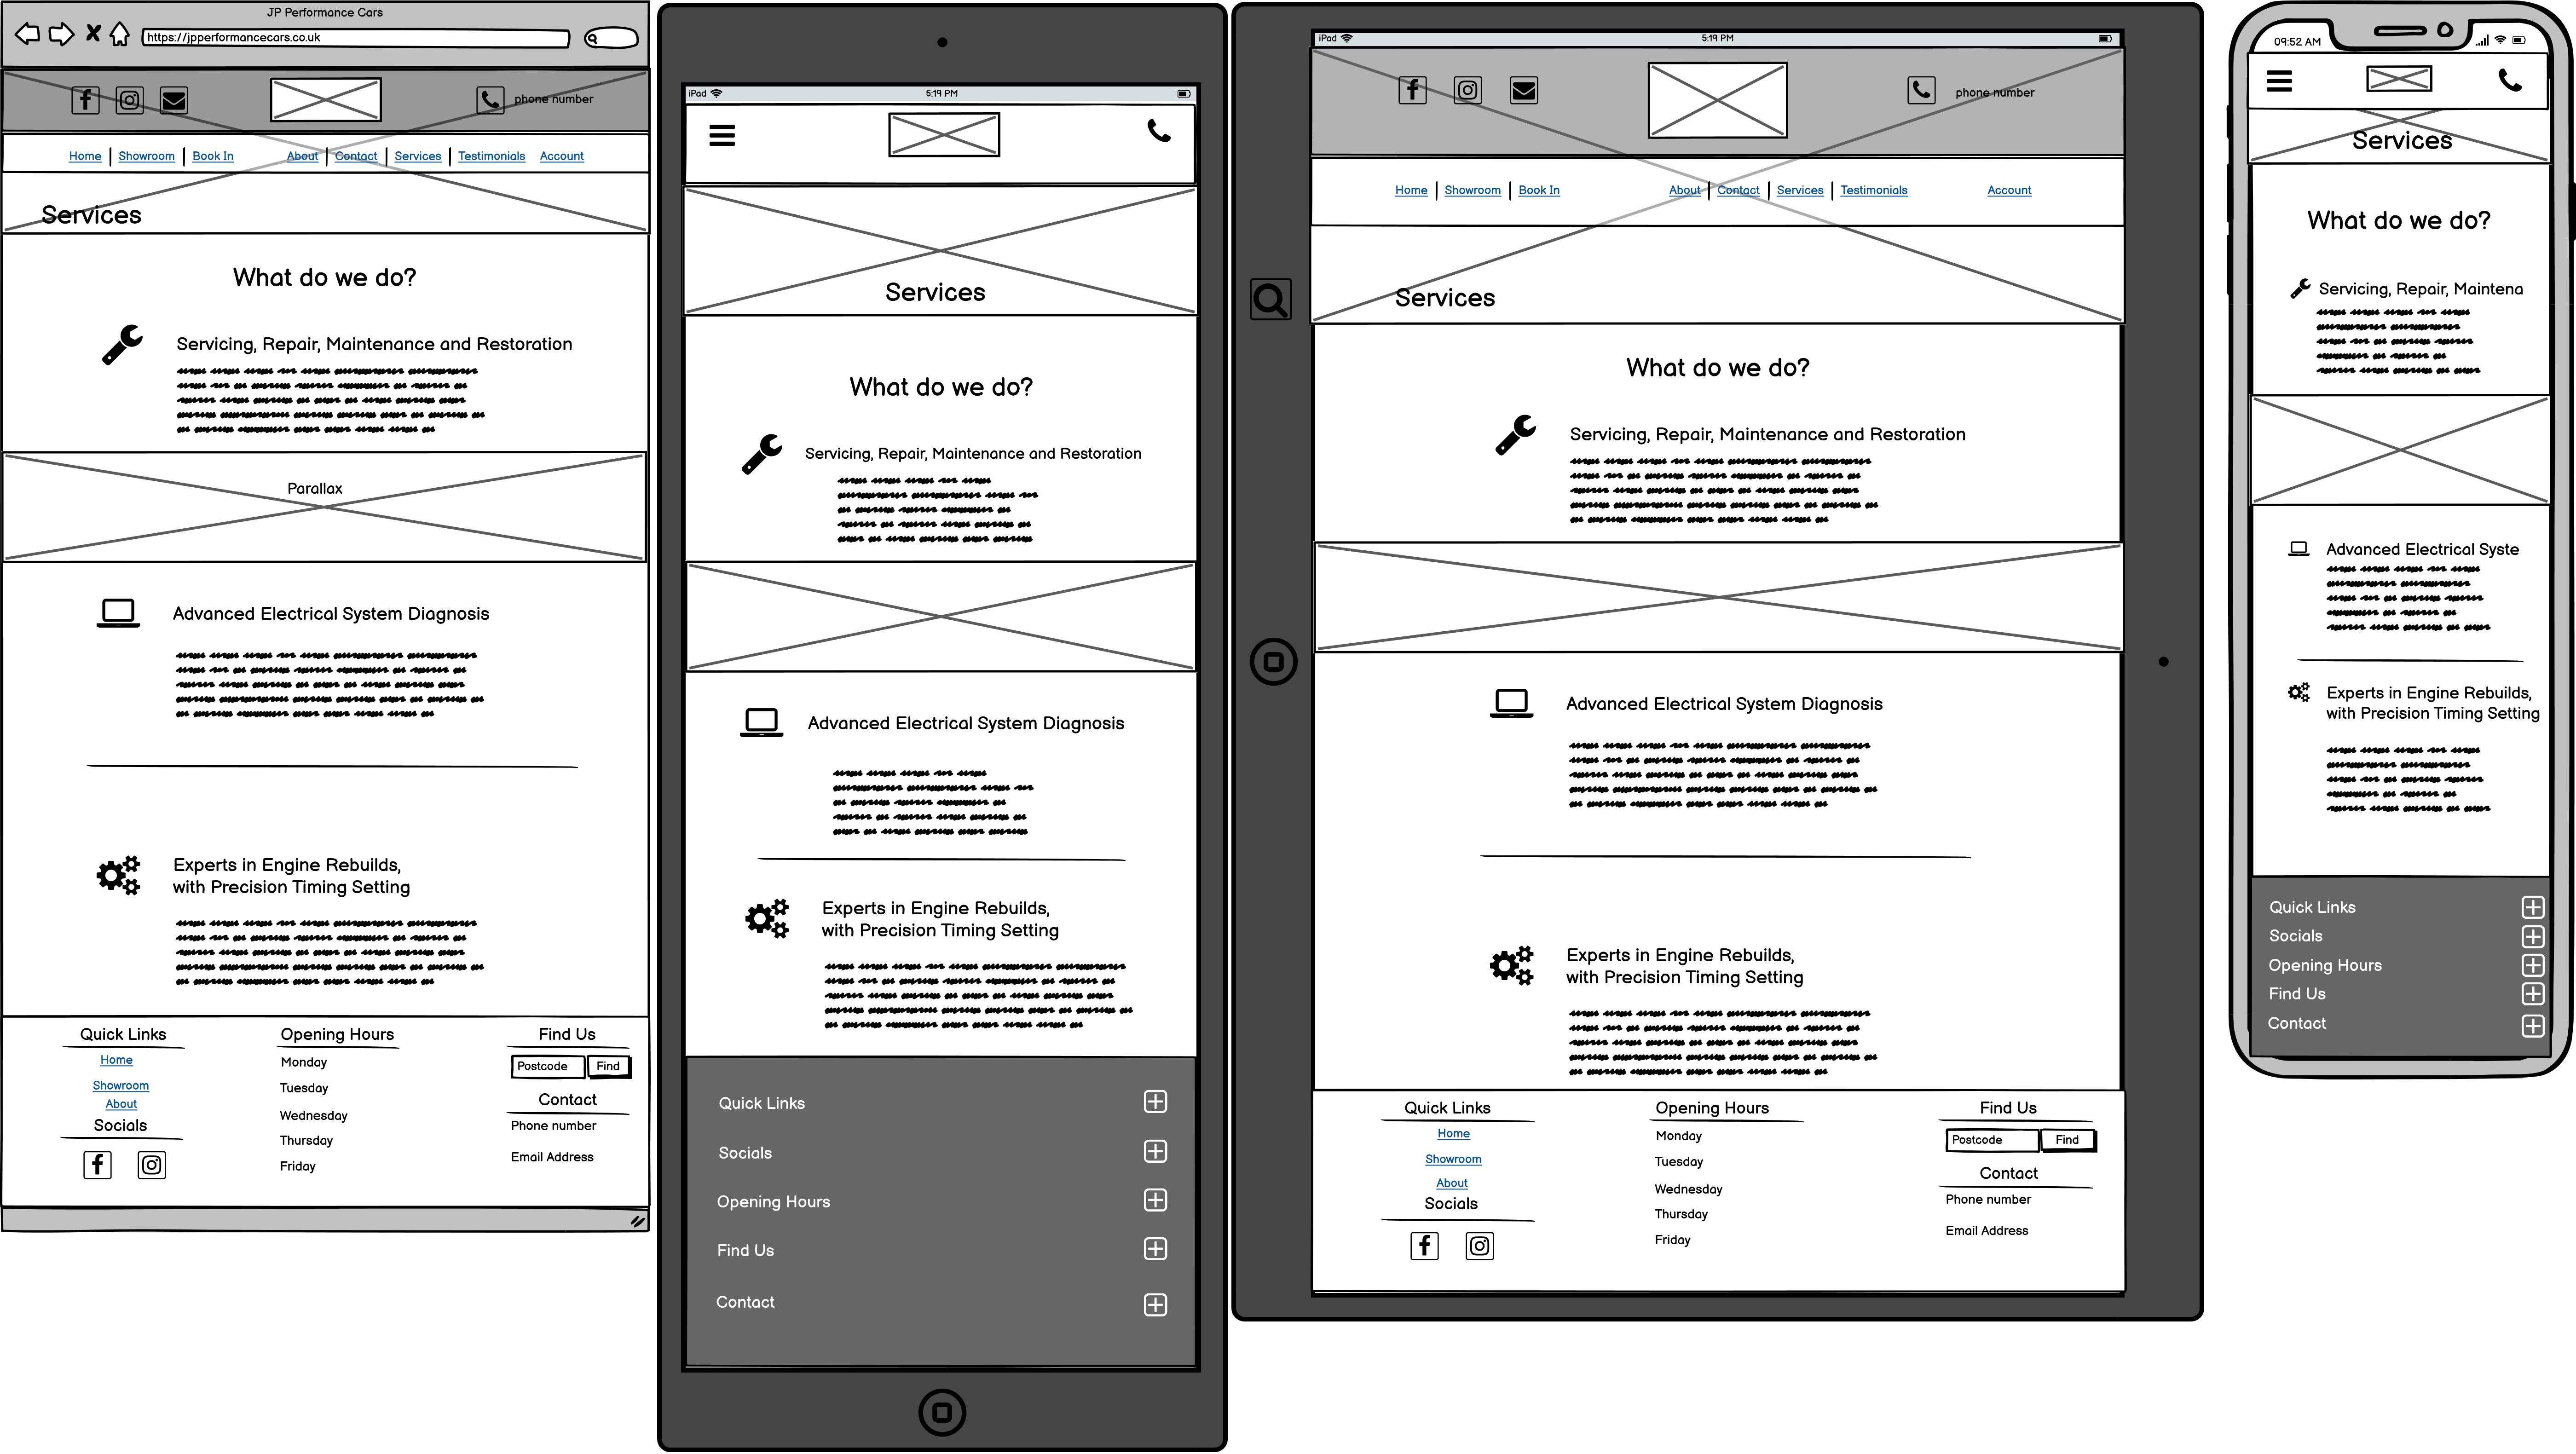 JP Performance Cars
https://jpperformancecars.co.uk
phone number
Home Showroom Book In About Contact Services Testimonials Account
Services
What do we do?
Servicing, Repair, Maintenance and Restoration
Parallax
Advanced Electrical System Diagnosis
Experts in Engine Rebuilds,
with Precision Timing Setting
Quick Links
Home
Showroom
About
Socials
Opening Hours
Monday
Tuesday
Wednesday
Thursday
Friday
Find Us
Postcode Find
Contact
Phone number
Email Address
iPad 5:19 PM
Services
What do we do?
Servicing, Repair, Maintenance and Restoration
Advanced Electrical System Diagnosis
Experts in Engine Rebuilds,
with Precision Timing Setting
Quick Links
Socials
Opening Hours
Find Us
Contact
iPad 5:19 PM
phone number
Home Showroom Book In About Contact Services Testimonials Account
Services
What do we do?
Servicing, Repair, Maintenance and Restoration
Advanced Electrical System Diagnosis
Experts in Engine Rebuilds,
with Precision Timing Setting
Quick Links
Home
Showroom
About
Socials
Opening Hours
Monday
Tuesday
Wednesday
Thursday
Friday
Find Us
Postcode Find
Contact
Phone number
Email Address
09:52 AM
Services
What do we do?
Servicing, Repair, Maintena
Advanced Electrical Syste
Experts in Engine Rebuilds,
with Precision Timing Setting
Quick Links
Socials
Opening Hours
Find Us
Contact